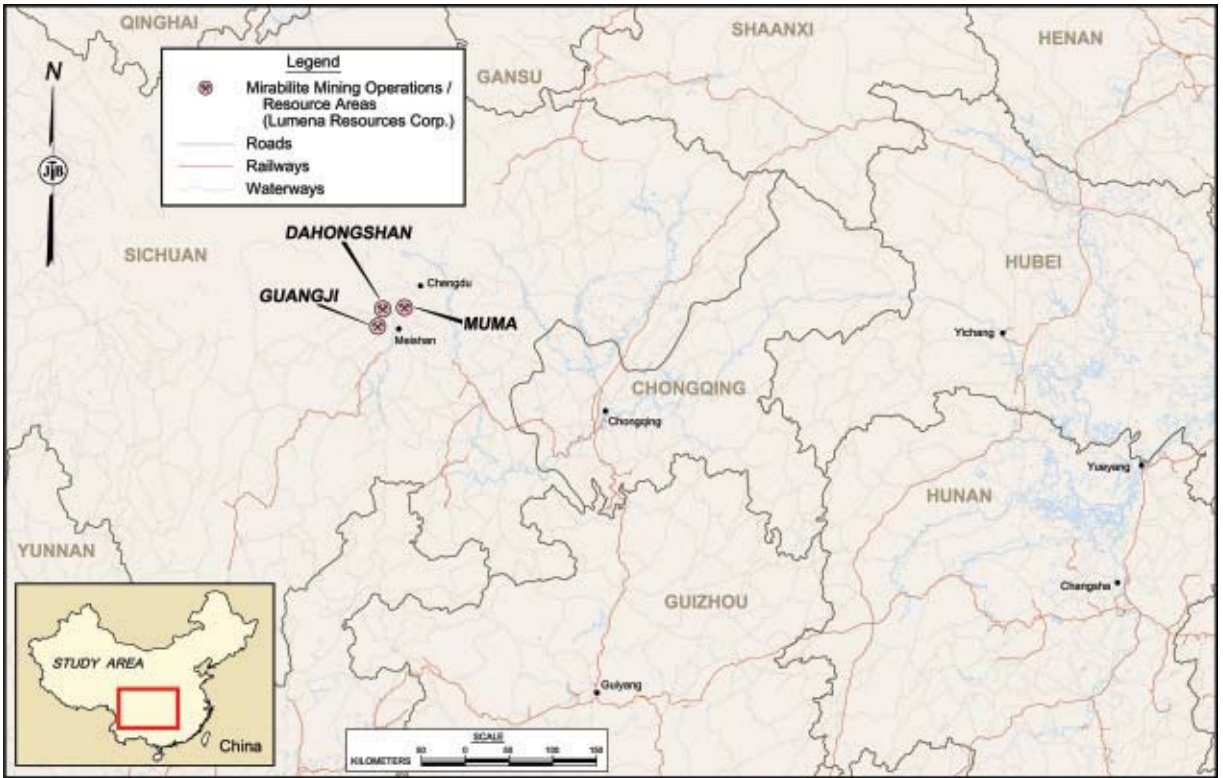 QINGHAI
SHAANXI
HENAN
GANSU
N
JTB
Legend
Mirabilite Mining Operations /
Resource Areas
(Lumena Resources Corp.)
Roads
Railways
Waterways
DAHONGSHAN
SICHUAN
HUBEI
Chengdu
GUANGJI
MUMA
Meishan
Yichang
CHONGQING
Chongqing
Yueyang
HUNAN
YUNNAN
Changsha
GUIZHOU
STUDY AREA
China
Guiyang
SCALE
KILOMETERS
50 0 50 100 150